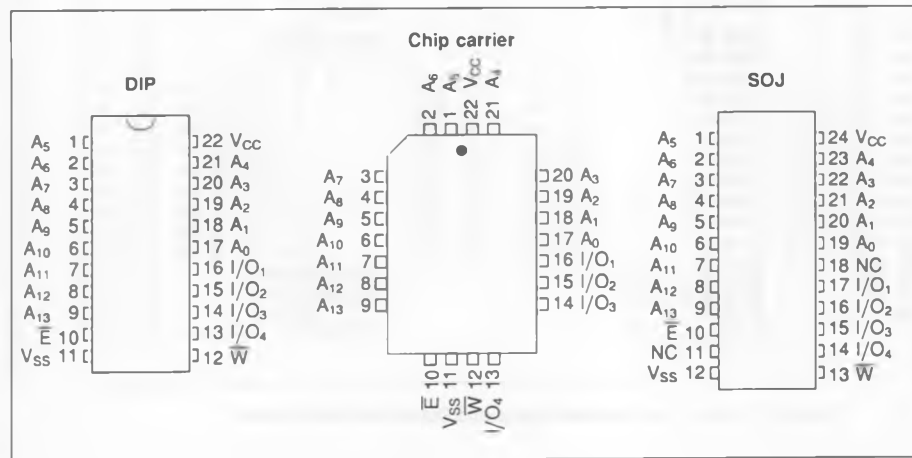 Chip carrier
DIP
SOJ
A5 1 22 VCC
A6 2 21 A4
A7 3 20 A3
A8 4 19 A2
A9 5 18 A1
A10 6 17 A0
A11 7 16 I/O1
A12 8 15 I/O2
A13 9 14 I/O3
E̅ 10 13 I/O4
VSS 11 12 W̅
A6 A5 VCC A4
2 1 22 21
A7 3 20 A3
A8 4 19 A2
A9 5 18 A1
A10 6 17 A0
A11 7 16 I/O1
A12 8 15 I/O2
A13 9 14 I/O3
10 11 12 13
E̅ VSS W̅ I/O4
A5 1 24 VCC
A6 2 23 A4
A7 3 22 A3
A8 4 21 A2
A9 5 20 A1
A10 6 19 A0
A11 7 18 NC
A12 8 17 I/O1
A13 9 16 I/O2
E̅ 10 15 I/O3
NC 11 14 I/O4
VSS 12 13 W̅